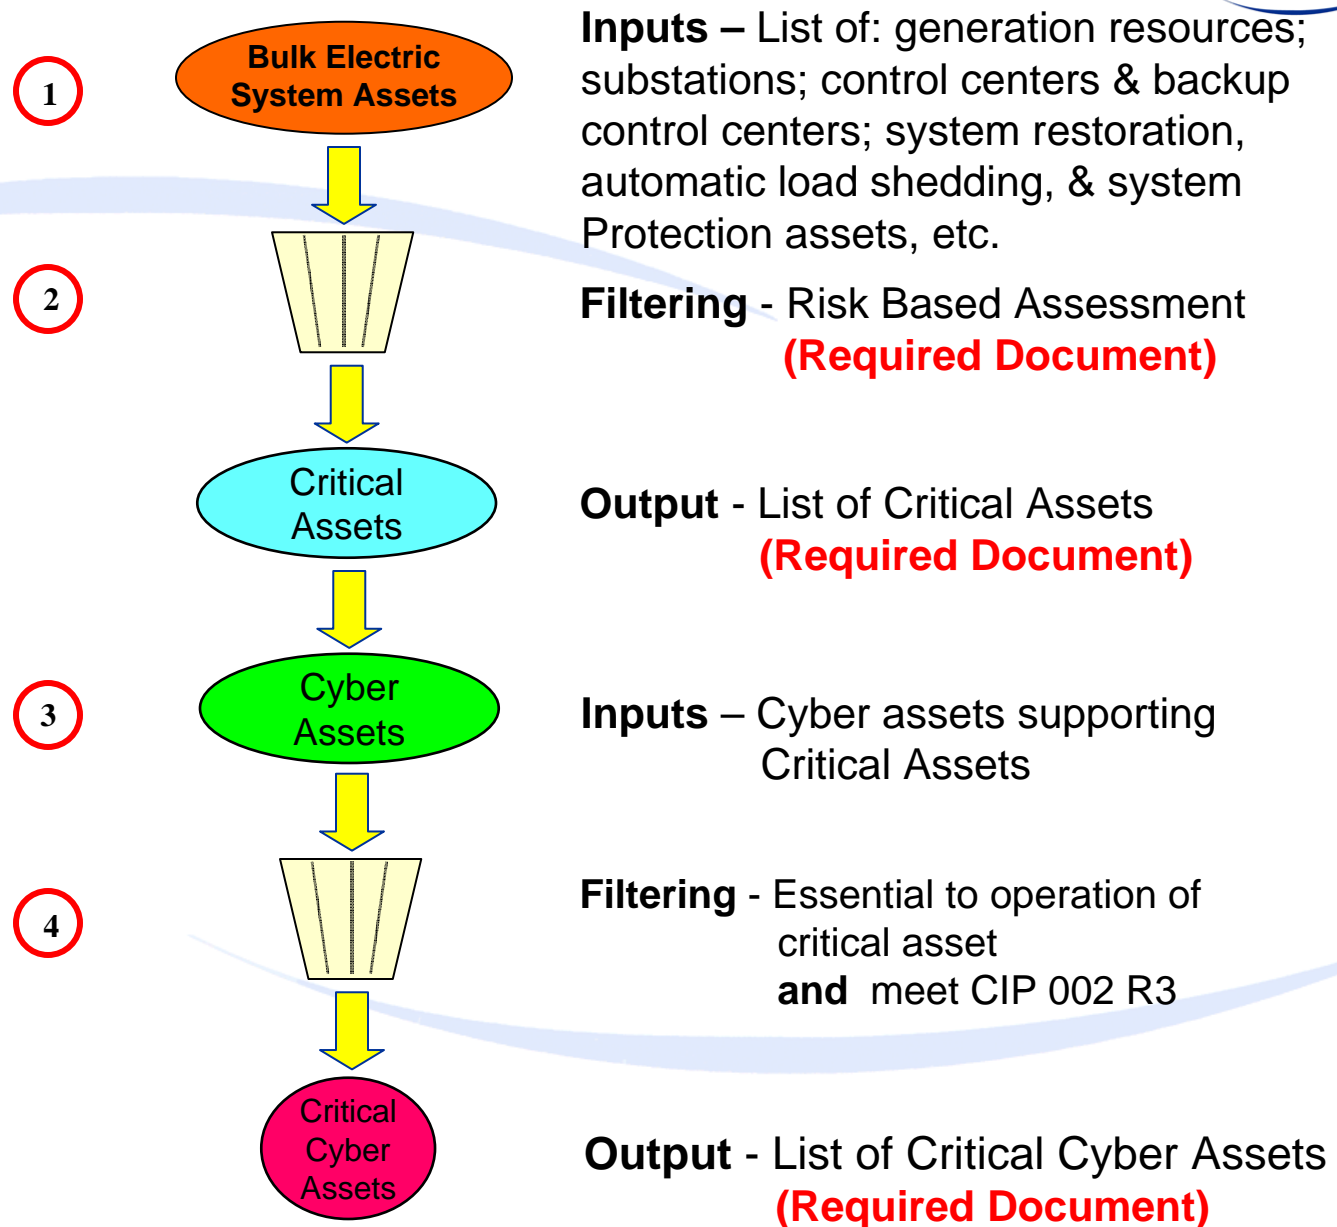 1
Bulk Electric
System Assets
Inputs – List of: generation resources;
substations; control centers & backup
control centers; system restoration,
automatic load shedding, & system
Protection assets, etc.
2
Filtering - Risk Based Assessment
(Required Document)
Critical
Assets
Output - List of Critical Assets
(Required Document)
3
Cyber
Assets
Inputs – Cyber assets supporting
Critical Assets
4
Filtering - Essential to operation of
critical asset
and meet CIP 002 R3
Critical
Cyber
Assets
Output - List of Critical Cyber Assets
(Required Document)